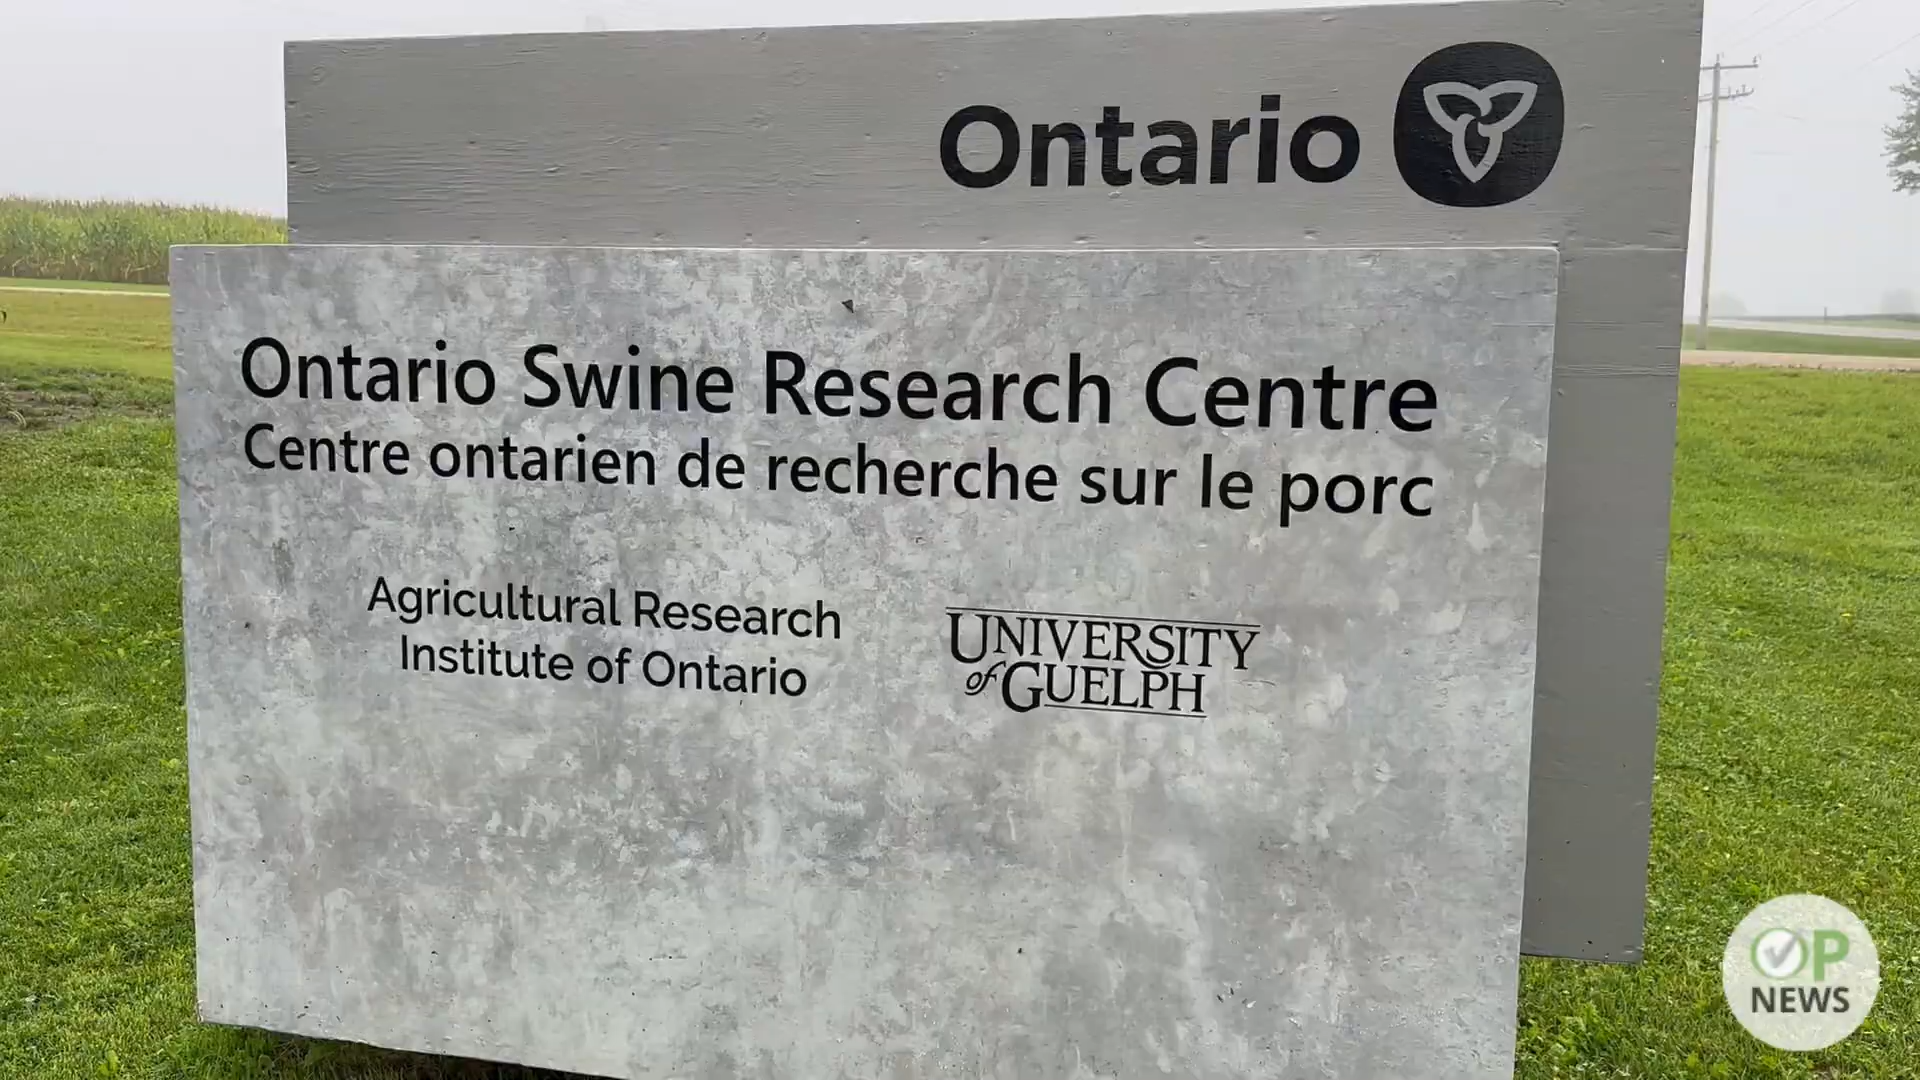 Ontario
Ontario Swine Research Centre
Centre ontarien de recherche sur le porc
Agricultural Research
Institute of Ontario
UNIVERSITY
of GUELPH
OP
NEWS